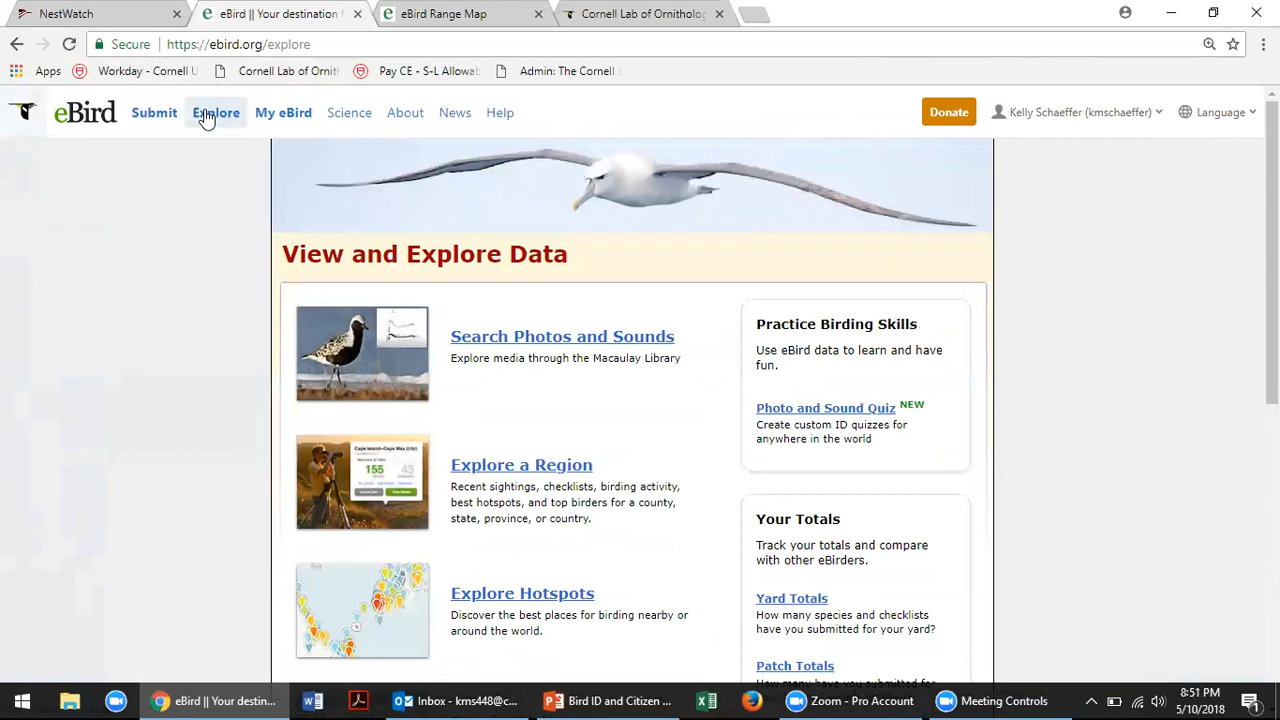 NestWatch
eBird || Your destination f
eBird Range Map
Cornell Lab of Ornitholog
Secure
https://ebird.org/explore
Apps
Workday - Cornell U
Cornell Lab of Ornith
Pay CE - S-L Allowab
Admin: The Cornell
eBird
Submit
Explore
My eBird
Science
About
News
Help
Donate
Kelly Schaeffer (kmschaeffer)
Language
View and Explore Data
Search Photos and Sounds
Explore media through the Macaulay Library
Explore a Region
Recent sightings, checklists, birding activity,
best hotspots, and top birders for a county,
state, province, or country.
155
43
Explore Hotspots
Discover the best places for birding nearby or
around the world.
Practice Birding Skills
Use eBird data to learn and have
fun.
Photo and Sound Quiz NEW
Create custom ID quizzes for
anywhere in the world
Your Totals
Track your totals and compare
with other eBirders.
Yard Totals
How many species and checklists
have you submitted for your yard?
Patch Totals
How many have you submitted for
eBird || Your destin...
Inbox - kms448@c...
Bird ID and Citizen ...
Zoom - Pro Account
Meeting Controls
8:51 PM
5/10/2018
1